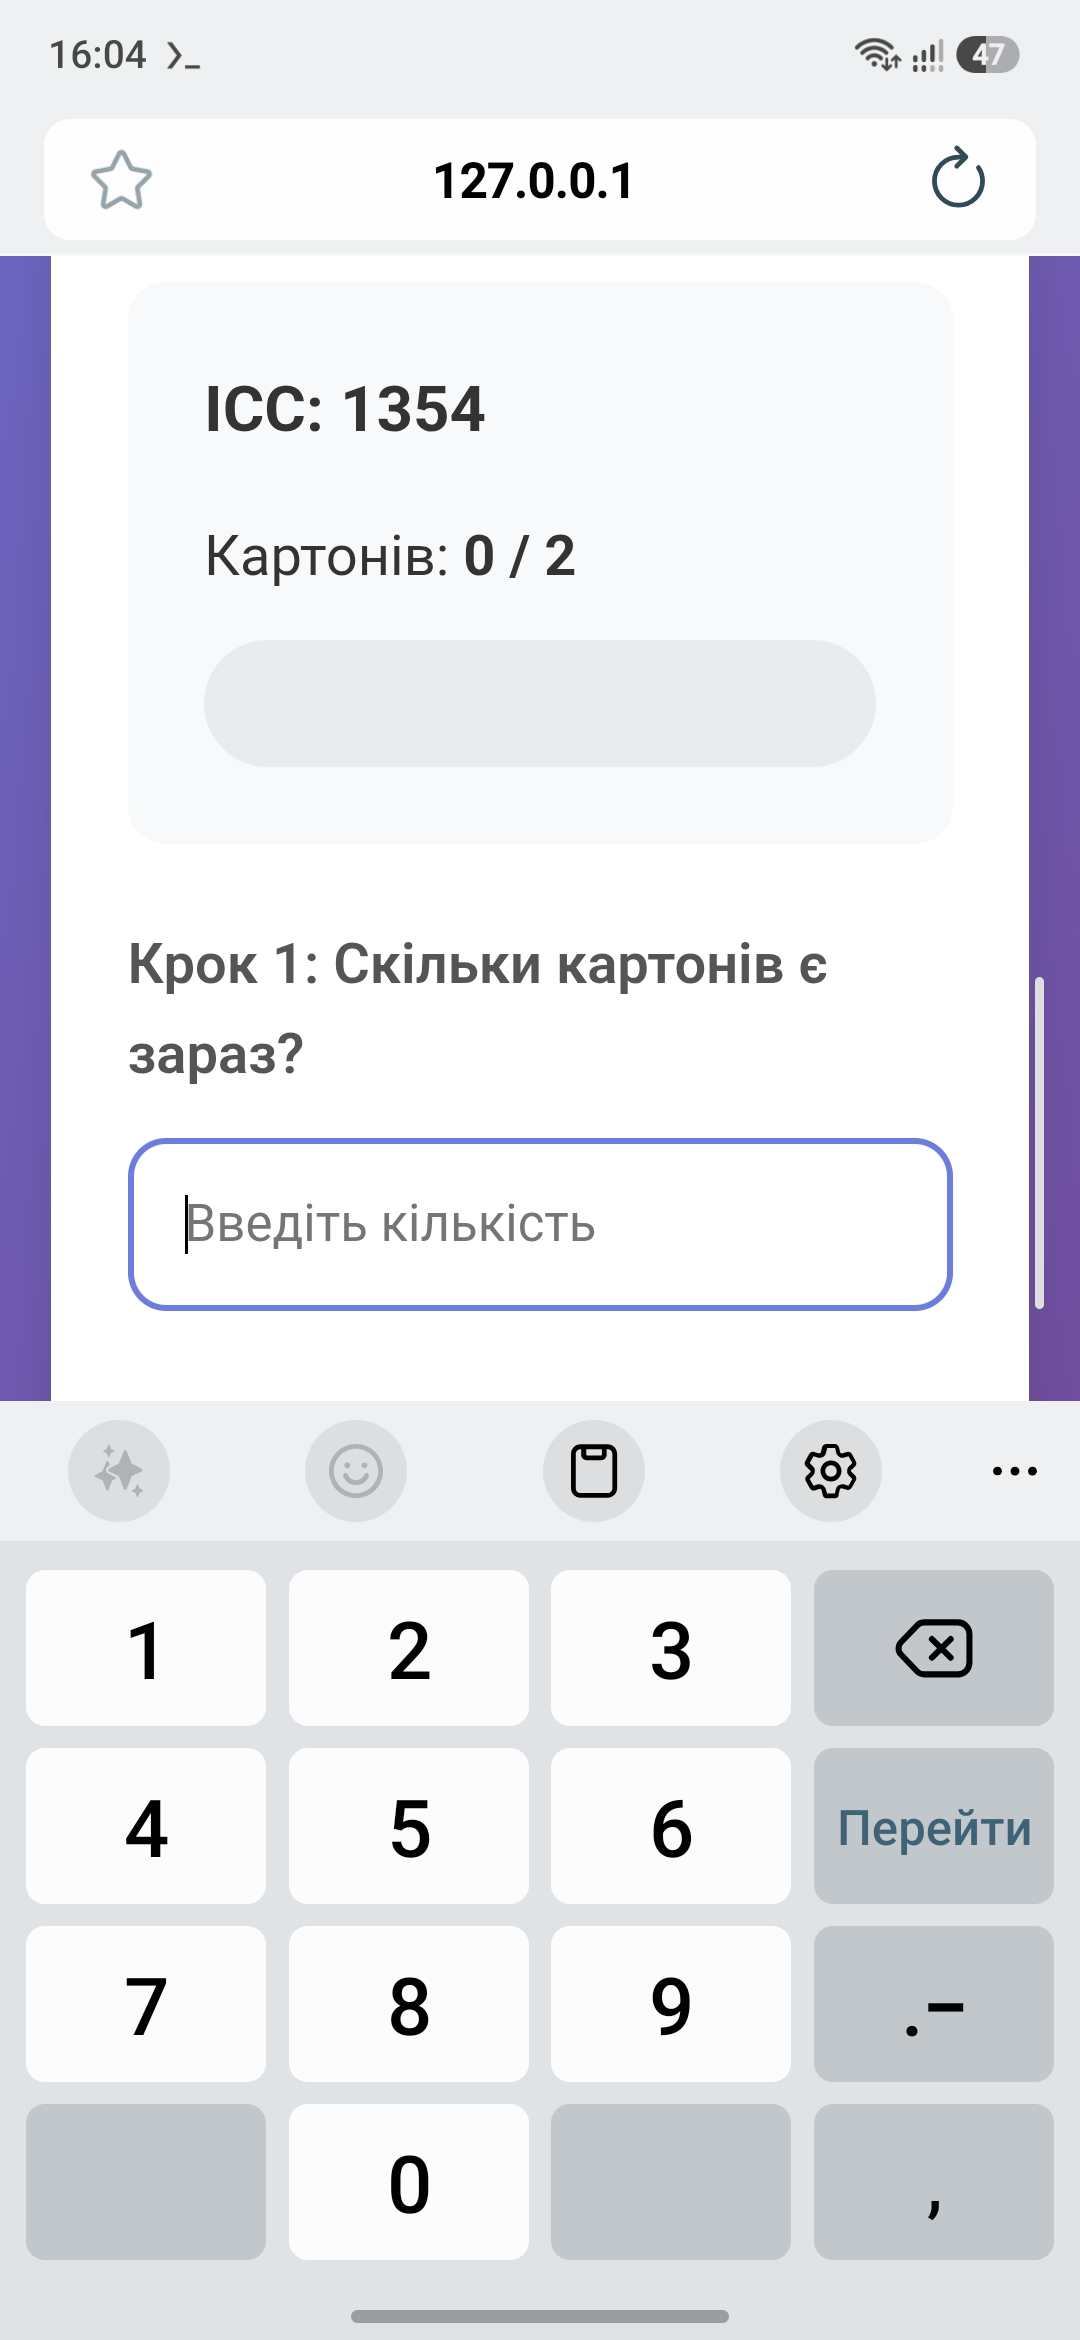 16:04
47
127.0.0.1
ICC: 1354
Картонів: 0 / 2
Крок 1: Скільки картонів є
зараз?
Введіть кількість
1 2 3
4 5 6 Перейти
7 8 9 .-
0 ,